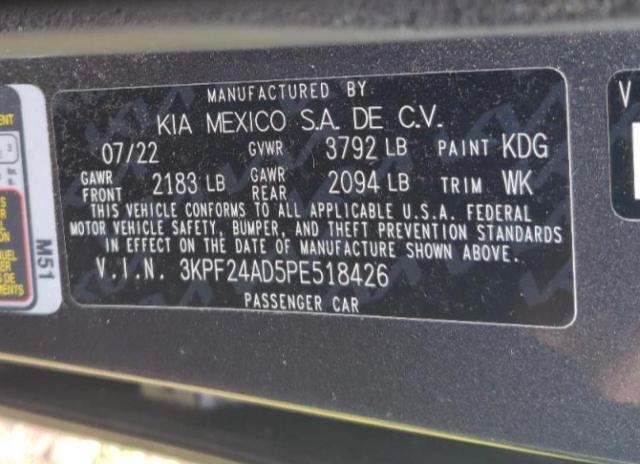 MANUFACTURED BY
KIA MEXICO S.A. DE C.V.
07/22 GVWR 3792 LB PAINT KDG
GAWR FRONT 2183 LB GAWR REAR 2094 LB TRIM WK
THIS VEHICLE CONFORMS TO ALL APPLICABLE U.S.A. FEDERAL
MOTOR VEHICLE SAFETY, BUMPER, AND THEFT PREVENTION STANDARDS
IN EFFECT ON THE DATE OF MANUFACTURE SHOWN ABOVE.
V.I.N. 3KPF24AD5PE518426
PASSENGER CAR
M51
V